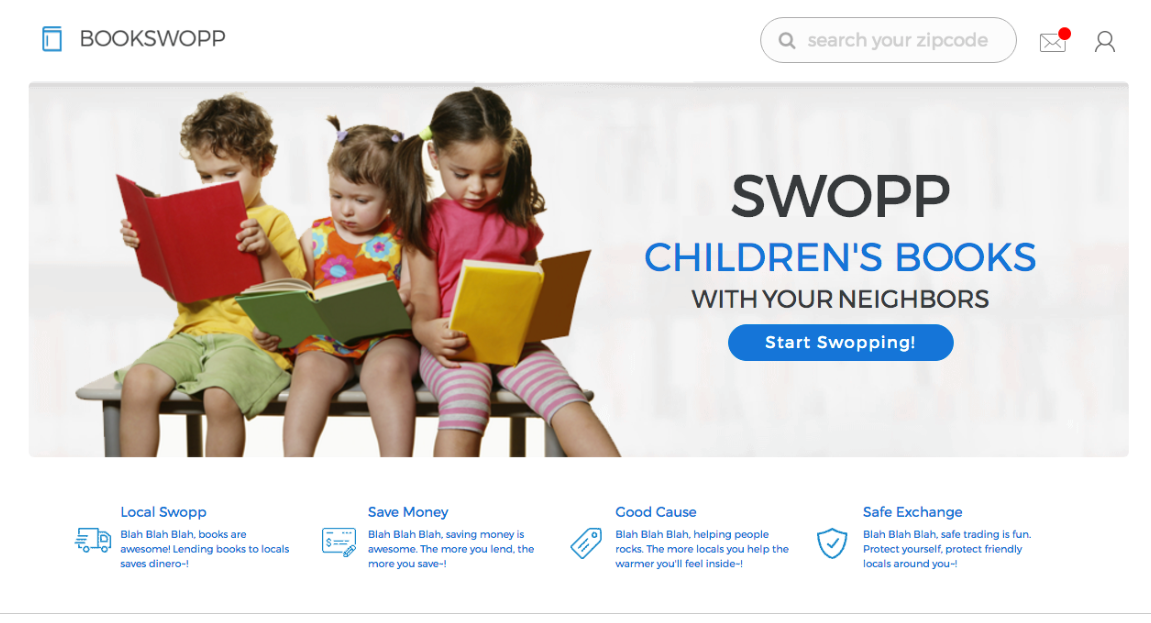 BOOKSWOPP
search your zipcode
SWOPP
CHILDREN'S BOOKS
WITH YOUR NEIGHBORS
Start Swopping!
Local Swopp
Blah Blah Blah, books are
awesome! Lending books to locals
saves dinero~!
Save Money
Blah Blah Blah, saving money is
awesome. The more you lend, the
more you save~!
Good Cause
Blah Blah Blah, helping people
rocks. The more locals you help the
warmer you'll feel inside~!
Safe Exchange
Blah Blah Blah, safe trading is fun.
Protect yourself, protect friendly
locals around you~!